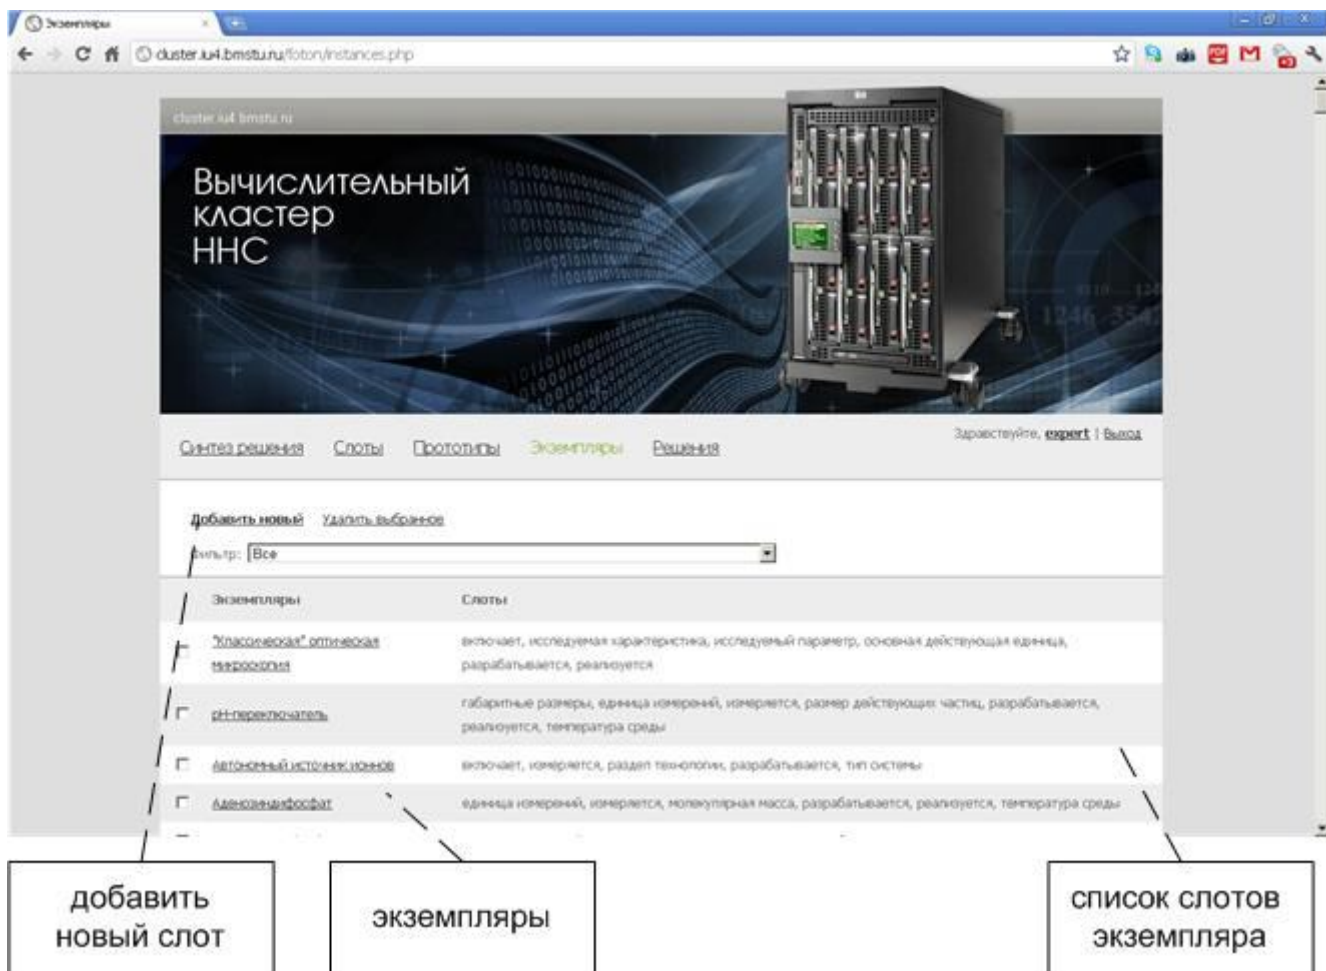 Экземпляры
cluster.iu4.bmstu.ru/foton/instances.php
cluster.iu4.bmstu.ru
Вычислительный
кластер
ННС
Здравствуйте, expert | Выход
Синтез решения Слоты Прототипы Экземпляры Решения
Добавить новый Удалить выбранное
Фильтр: Все
Экземпляры Слоты
"Классическая" оптическая
микроскопия
включает, исследуемая характеристика, исследуемый параметр, основная действующая единица,
разрабатывается, реализуется
pH-переключатель
габаритные размеры, единица измерений, измеряется, размер действующих частиц, разрабатывается,
реализуется, температура среды
Автономный источник ионнов
включает, измеряется, раздел технологии, разрабатывается, тип системы
Аденозиндифосфат
единица измерений, измеряется, молекулярная масса, разрабатывается, реализуется, температура среды
добавить
новый слот
экземпляры
список слотов
экземпляра